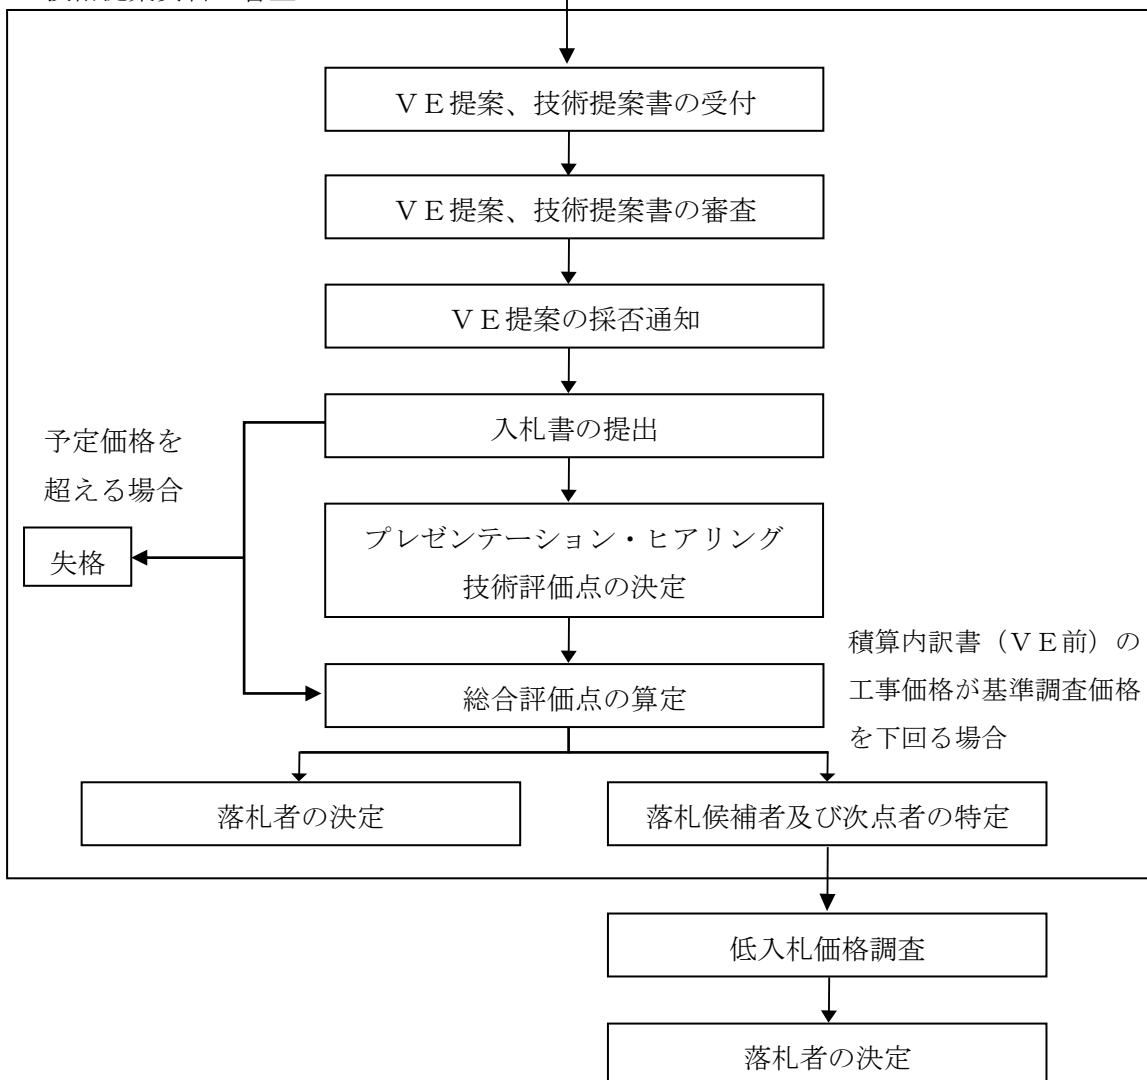 ＶＥ提案、技術提案書の受付
ＶＥ提案、技術提案書の審査
ＶＥ提案の採否通知
入札書の提出
予定価格を
超える場合
失格
プレゼンテーション・ヒアリング
技術評価点の決定
積算内訳書（ＶＥ前）の
工事価格が基準調査価格
を下回る場合
総合評価点の算定
落札者の決定
落札候補者及び次点者の特定
低入札価格調査
落札者の決定